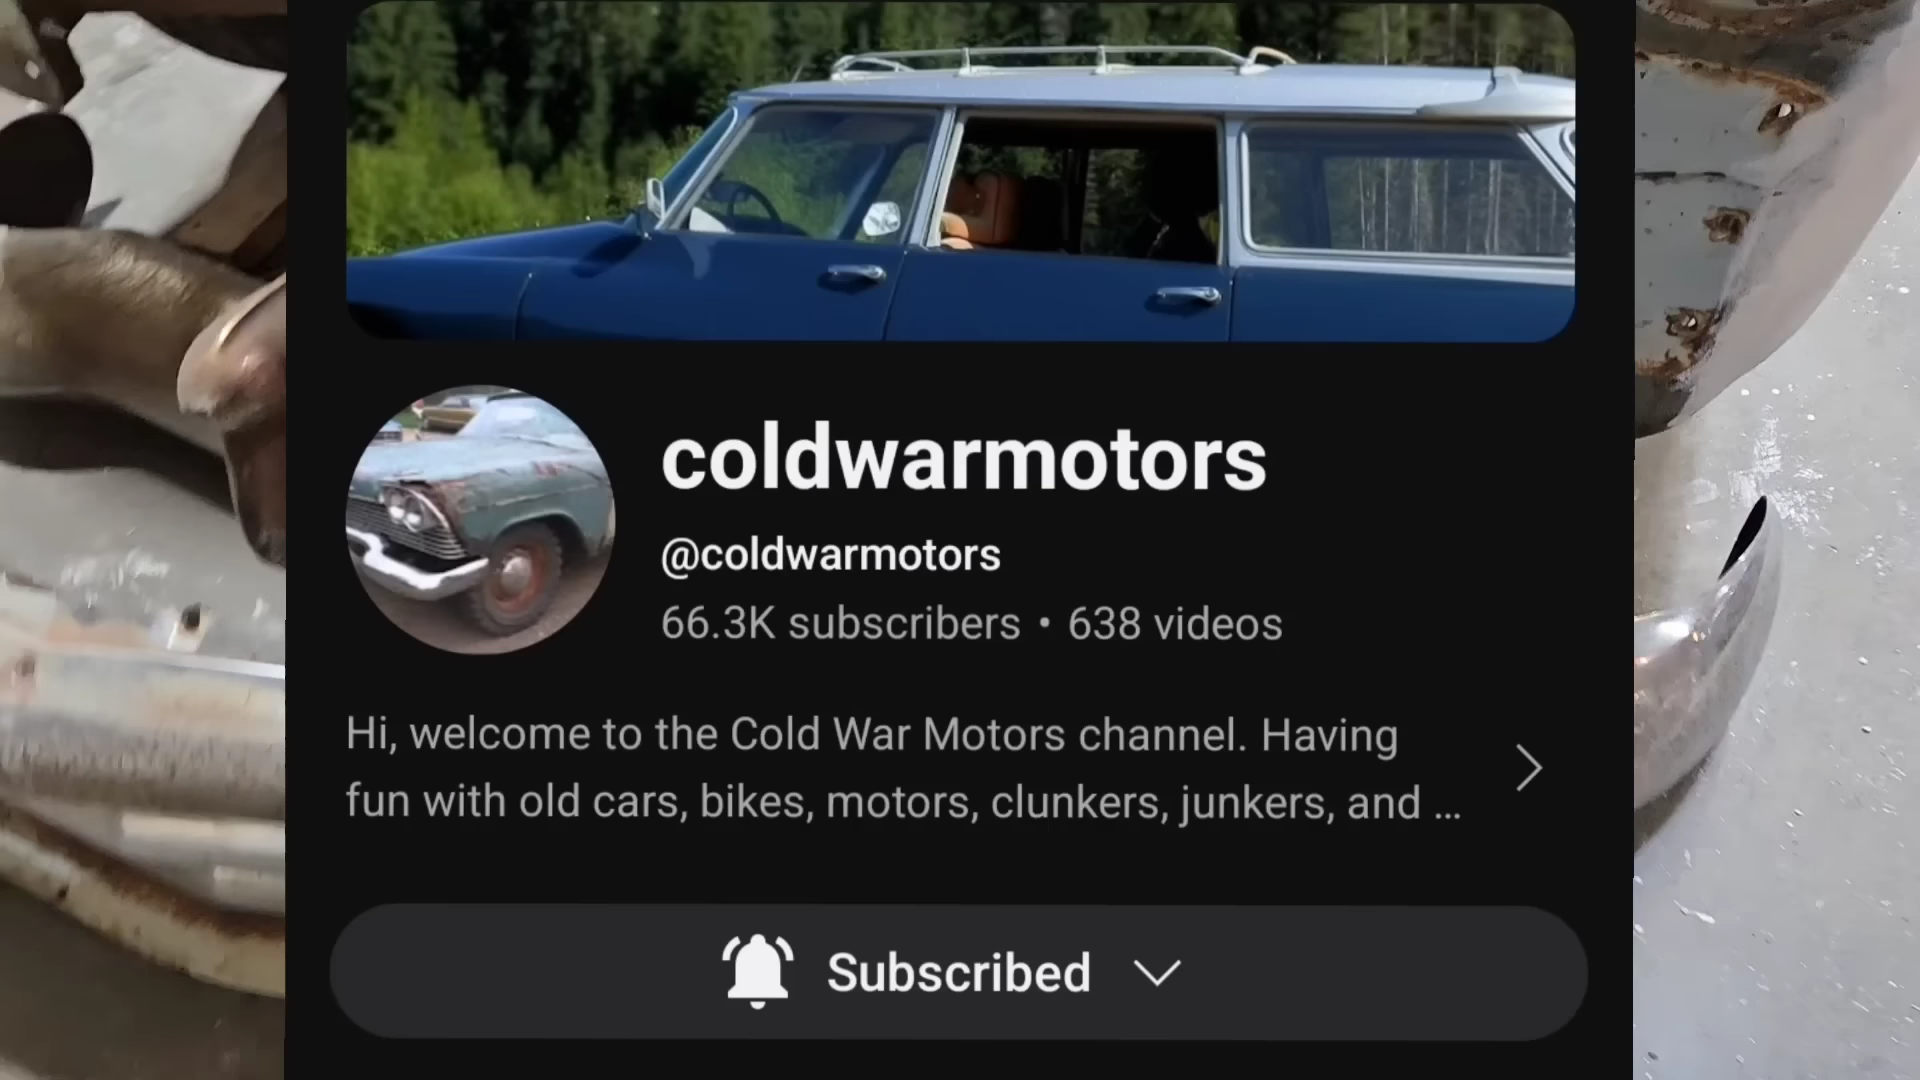 coldwarmotors
@coldwarmotors
66.3K subscribers • 638 videos
Hi, welcome to the Cold War Motors channel. Having
fun with old cars, bikes, motors, clunkers, junkers, and ...
Subscribed